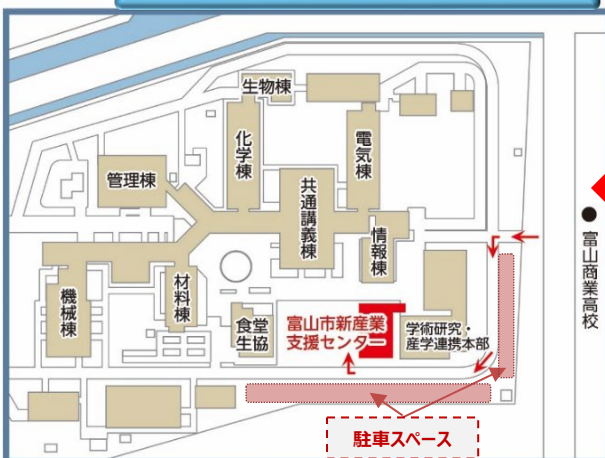 生物棟
化学棟
電気棟
管理棟
共通講義棟
情報棟
富山商業高校
機械棟
材料棟
食堂
生協
富山市新産業
支援センター
学術研究・
産学連携本部
駐車スペース